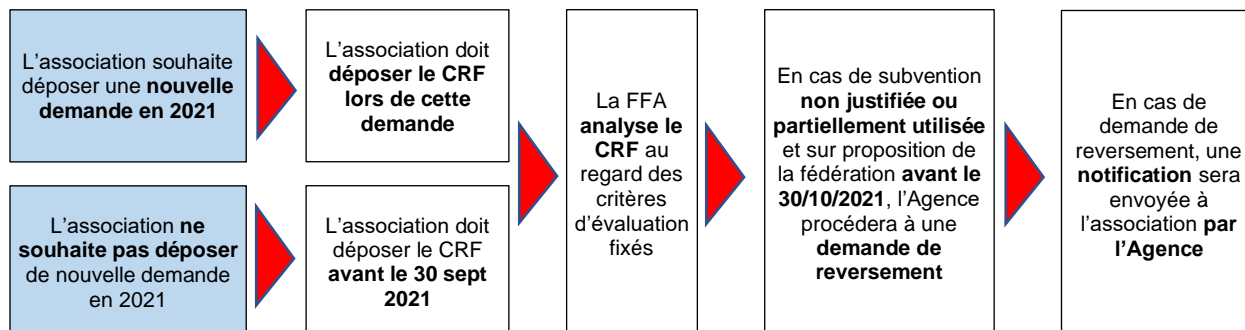 L’association souhaite
déposer une nouvelle
demande en 2021
L’association doit
déposer le CRF
lors de cette
demande
L’association ne
souhaite pas déposer
de nouvelle demande
en 2021
L’association doit
déposer le CRF
avant le 30 sept
2021
La FFA
analyse le
CRF au
regard des
critères
d’évaluation
fixés
En cas de subvention
non justifiée ou
partiellement utilisée
et sur proposition de
la fédération avant le
30/10/2021, l’Agence
procédera à une
demande de
reversement
En cas de
demande de
reversement, une
notification sera
envoyée à
l’association par
l’Agence